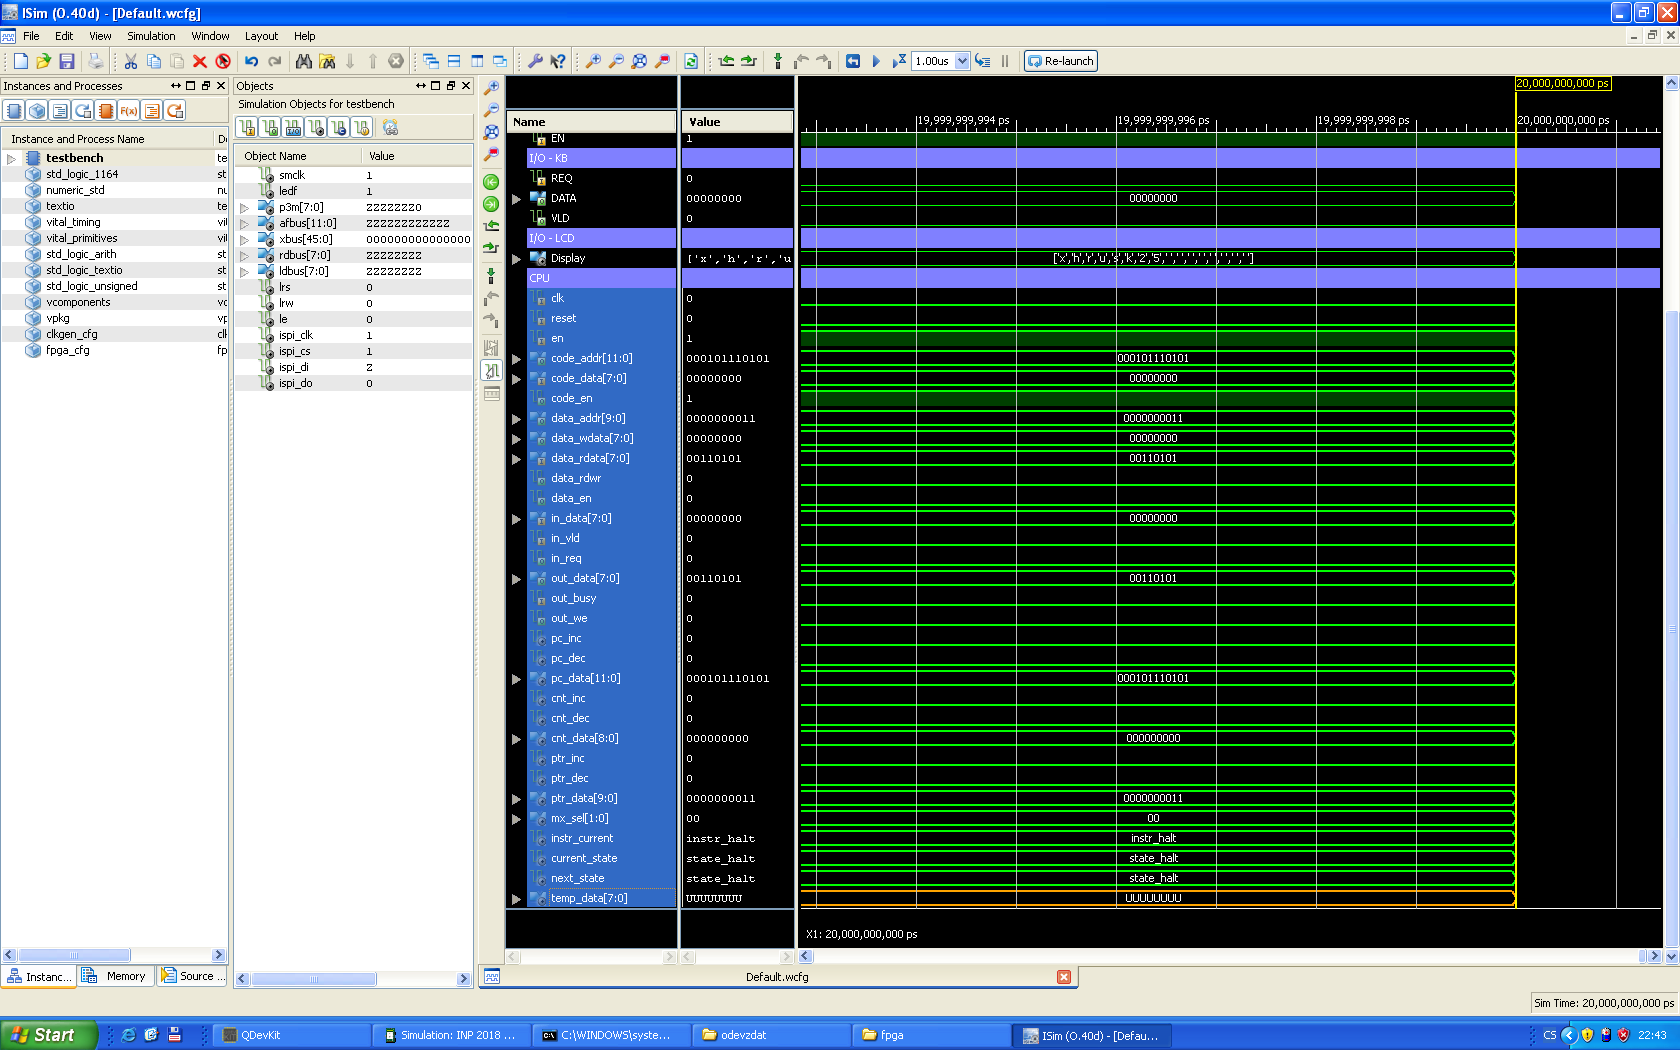 ISim (O.40d) - [Default.wcfg]
File Edit View Simulation Window Layout Help
1.00us Re-launch
Instances and Processes
Instance and Process Name
testbench te
std_logic_1164 st
numeric_std nu
textio te
vital_timing vi
vital_primitives vi
std_logic_arith st
std_logic_textio st
std_logic_unsigned st
vcomponents vc
vpkg vp
clkgen_cfg cl
fpga_cfg fp
Instanc... Memory Source ...
Objects
Simulation Objects for testbench
Object Name Value
smclk 1
ledf 1
p3m[7:0] ZZZZZZZ0
afbus[11:0] ZZZZZZZZZZZZ
xbus[45:0] 000000000000000
rdbus[7:0] ZZZZZZZZ
ldbus[7:0] ZZZZZZZZ
lrs 0
lrw 0
le 0
ispi_clk 1
ispi_cs 1
ispi_di Z
ispi_do 0
20,000,000,000 ps
Name Value 19,999,999,994 ps 19,999,999,996 ps 19,999,999,998 ps 20,000,000,000 ps
EN 1
I/O - KB
REQ 0
DATA 00000000 00000000
VLD 0
I/O - LCD
Display ['x','h','r','u ['x','h','r','u','s','k','2','5',' ',' ',' ',' ',' ',' ',' ',' ']
CPU
clk 0
reset 0
en 1
code_addr[11:0] 000101110101 000101110101
code_data[7:0] 00000000 00000000
code_en 1
data_addr[9:0] 0000000011 0000000011
data_wdata[7:0] 00000000 00000000
data_rdata[7:0] 00110101 00110101
data_rdwr 0
data_en 0
in_data[7:0] 00000000 00000000
in_vld 0
in_req 0
out_data[7:0] 00110101 00110101
out_busy 0
out_we 0
pc_inc 0
pc_dec 0
pc_data[11:0] 000101110101 000101110101
cnt_inc 0
cnt_dec 0
cnt_data[8:0] 000000000 000000000
ptr_inc 0
ptr_dec 0
ptr_data[9:0] 0000000011 0000000011
mx_sel[1:0] 00 00
instr_current instr_halt instr_halt
current_state state_halt state_halt
next_state state_halt state_halt
temp_data[7:0] UUUUUUUU UUUUUUUU
X1: 20,000,000,000 ps
Default.wcfg
Sim Time: 20,000,000,000 ps
Start QDevKit Simulation: INP 2018 ... C:\WINDOWS\syste... odevzdat fpga ISim (O.40d) - [Defau... CS 22:43